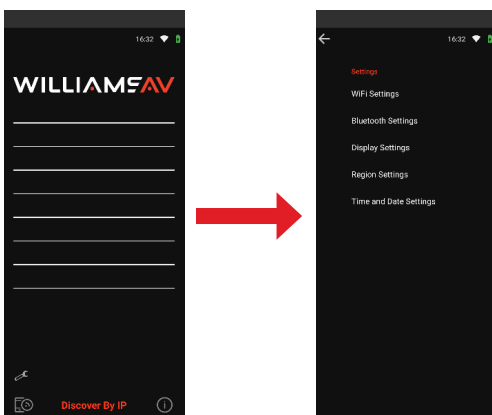 16:32
WILLIAMSAV
Discover By IP
16:32
Settings
WiFi Settings
Bluetooth Settings
Display Settings
Region Settings
Time and Date Settings